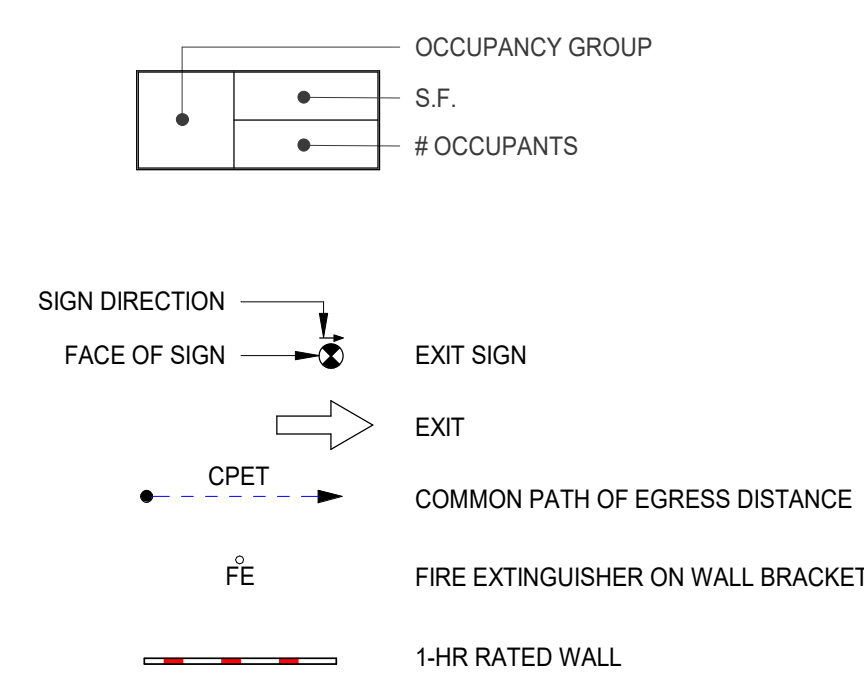 OCCUPANCY GROUP
S.F.
# OCCUPANTS
SIGN DIRECTION
FACE OF SIGN
EXIT SIGN
EXIT
CPET
COMMON PATH OF EGRESS DISTANCE
FE
FIRE EXTINGUISHER ON WALL BRACKET
1-HR RATED WALL